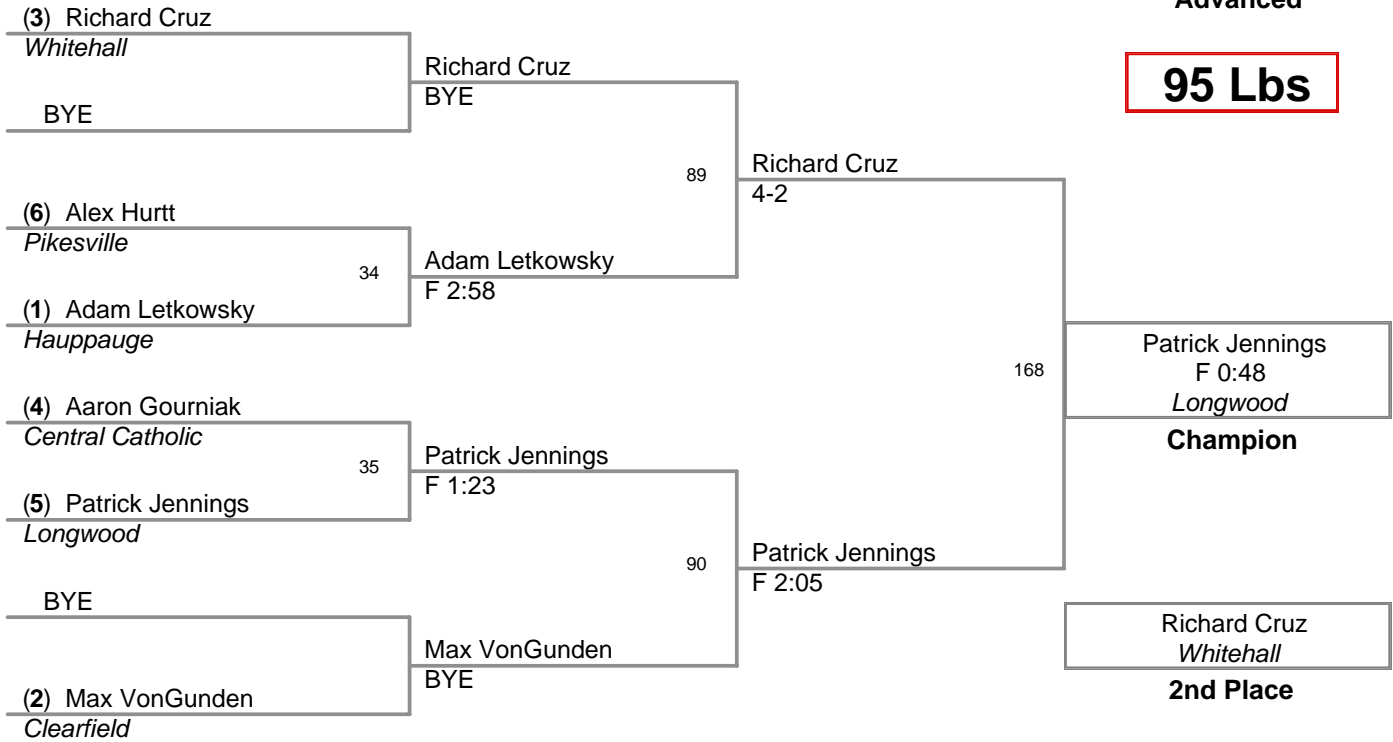 Advanced
95 Lbs
(3) Richard Cruz
Whitehall
BYE
(6) Alex Hurtt
Pikesville
34
(1) Adam Letkowsky
Hauppauge
(4) Aaron Gourniak
Central Catholic
35
(5) Patrick Jennings
Longwood
BYE
(2) Max VonGunden
Clearfield
Richard Cruz
BYE
89
Adam Letkowsky
F 2:58
Patrick Jennings
F 1:23
90
Max VonGunden
BYE
Richard Cruz
4-2
168
Patrick Jennings
F 2:05
Patrick Jennings
F 0:48
Longwood
Champion
Richard Cruz
Whitehall
2nd Place